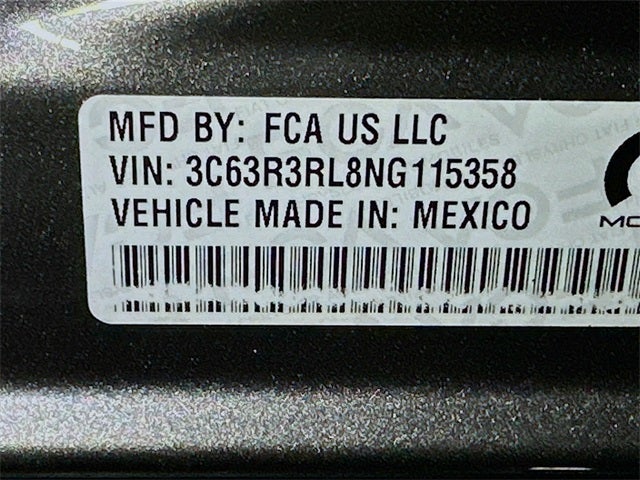 MFD BY: FCA US LLC
VIN: 3C63R3RL8NG115358
VEHICLE MADE IN: MEXICO